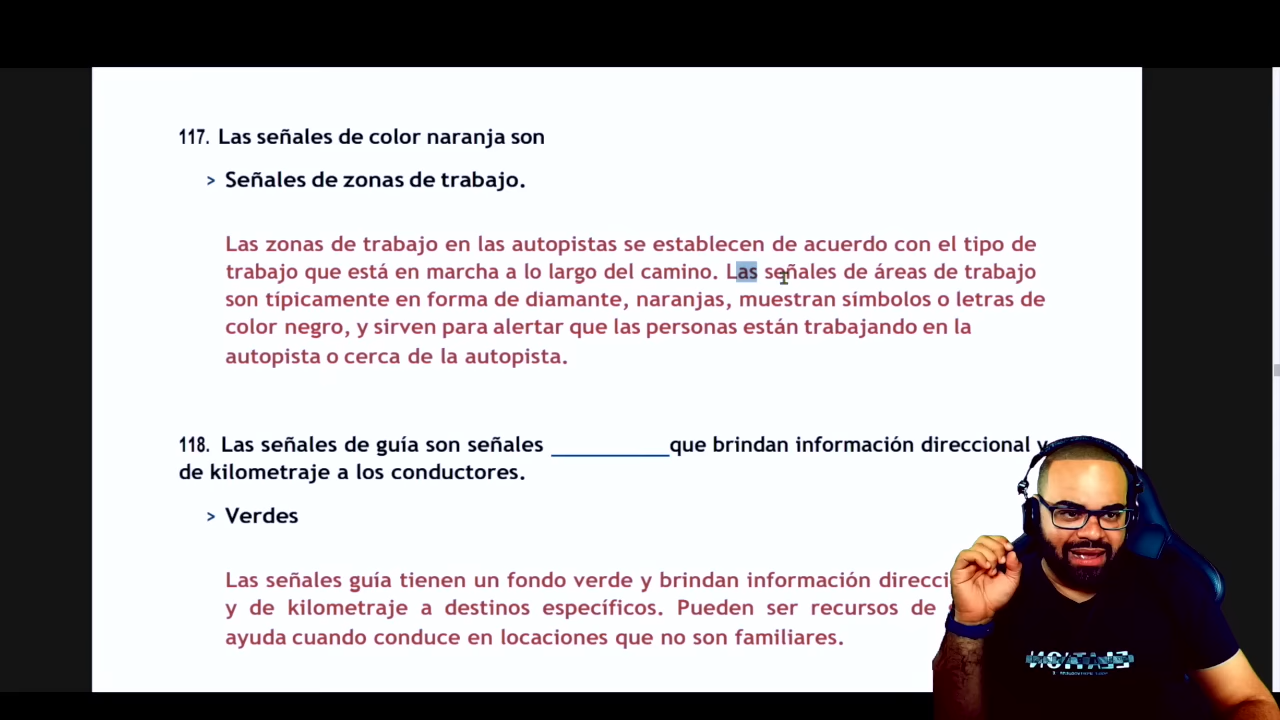 117. Las señales de color naranja son
> Señales de zonas de trabajo.
Las zonas de trabajo en las autopistas se establecen de acuerdo con el tipo de
trabajo que está en marcha a lo largo del camino. Las señales de áreas de trabajo
son típicamente en forma de diamante, naranjas, muestran símbolos o letras de
color negro, y sirven para alertar que las personas están trabajando en la
autopista o cerca de la autopista.
118. Las señales de guía son señales __________que brindan información direccional y
de kilometraje a los conductores.
> Verdes
Las señales guía tienen un fondo verde y brindan información
y de kilometraje a destinos específicos. Pueden ser recursos de
ayuda cuando conduce en locaciones que no son familiares.